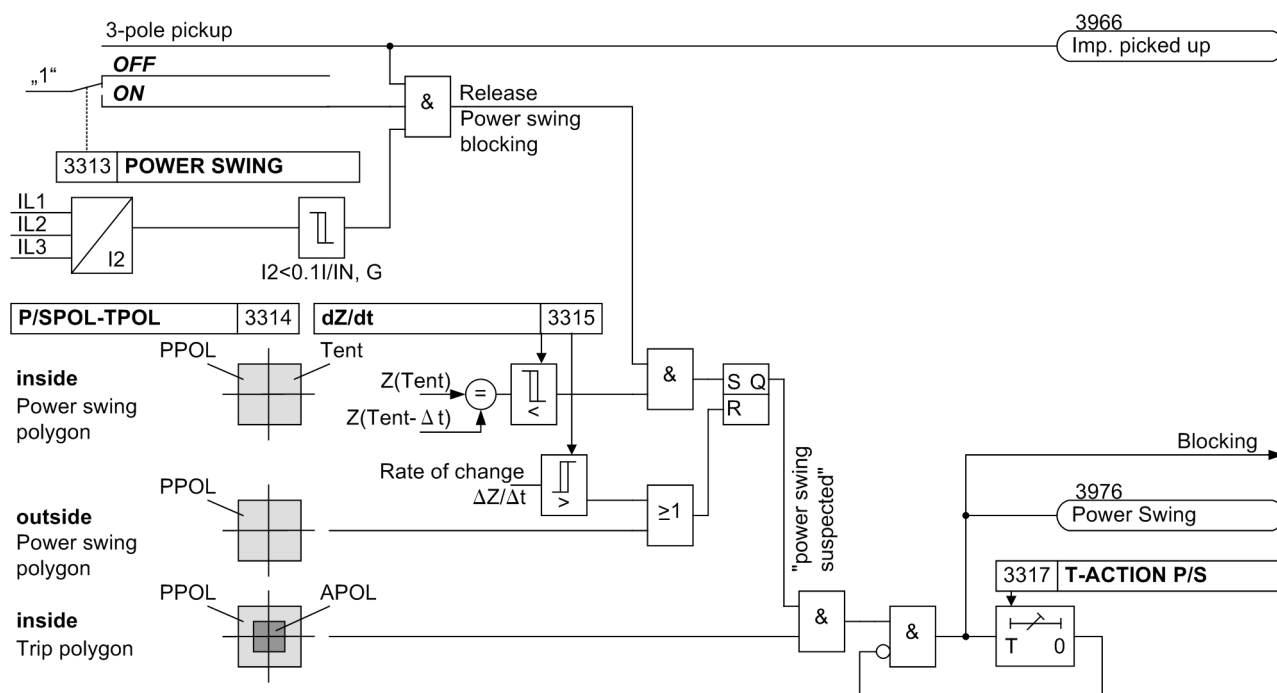 3-pole pickup
3966
Imp. picked up
OFF
„1“
ON
&
Release
Power swing
blocking
3313 POWER SWING
IL1
IL2
IL3
I2
I2<0.1I/IN, G
P/SPOL-TPOL 3314
dZ/dt 3315
PPOL Tent
inside
Power swing
polygon
Z(Tent)
=
<
Z(Tent- Δ t)
&
S Q
R
"power swing
suspected"
Rate of change
ΔZ/Δt
>
≥1
PPOL
outside
Power swing
polygon
Blocking
3976
Power Swing
3317 T-ACTION P/S
PPOL APOL
inside
Trip polygon
&
&
T 0